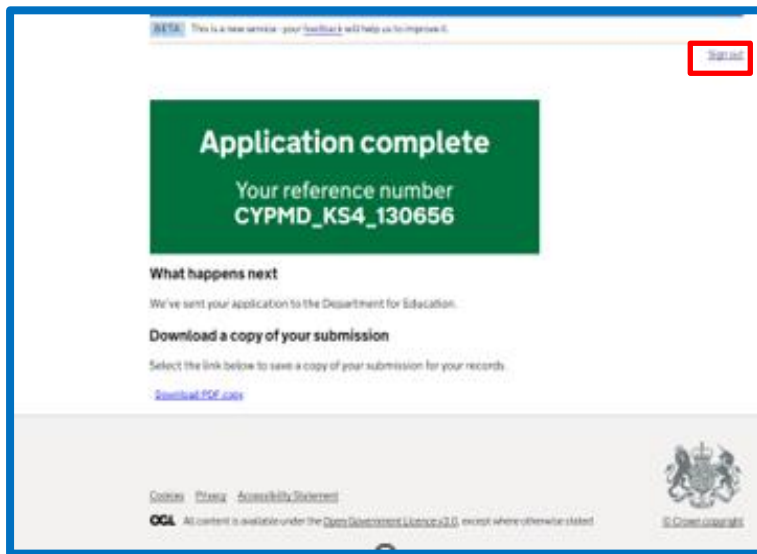 BETA This is a new service - your feedback will help us to improve it.
Sign out
Application complete
Your reference number
CYPMD_KS4_130656
What happens next
We've sent your application to the Department for Education.
Download a copy of your submission
Select the link below to save a copy of your submission for your records.
Download PDF copy
Cookies Privacy Accessibility Statement
OGL All content is available under the Open Government Licence v3.0, except where otherwise stated
© Crown copyright